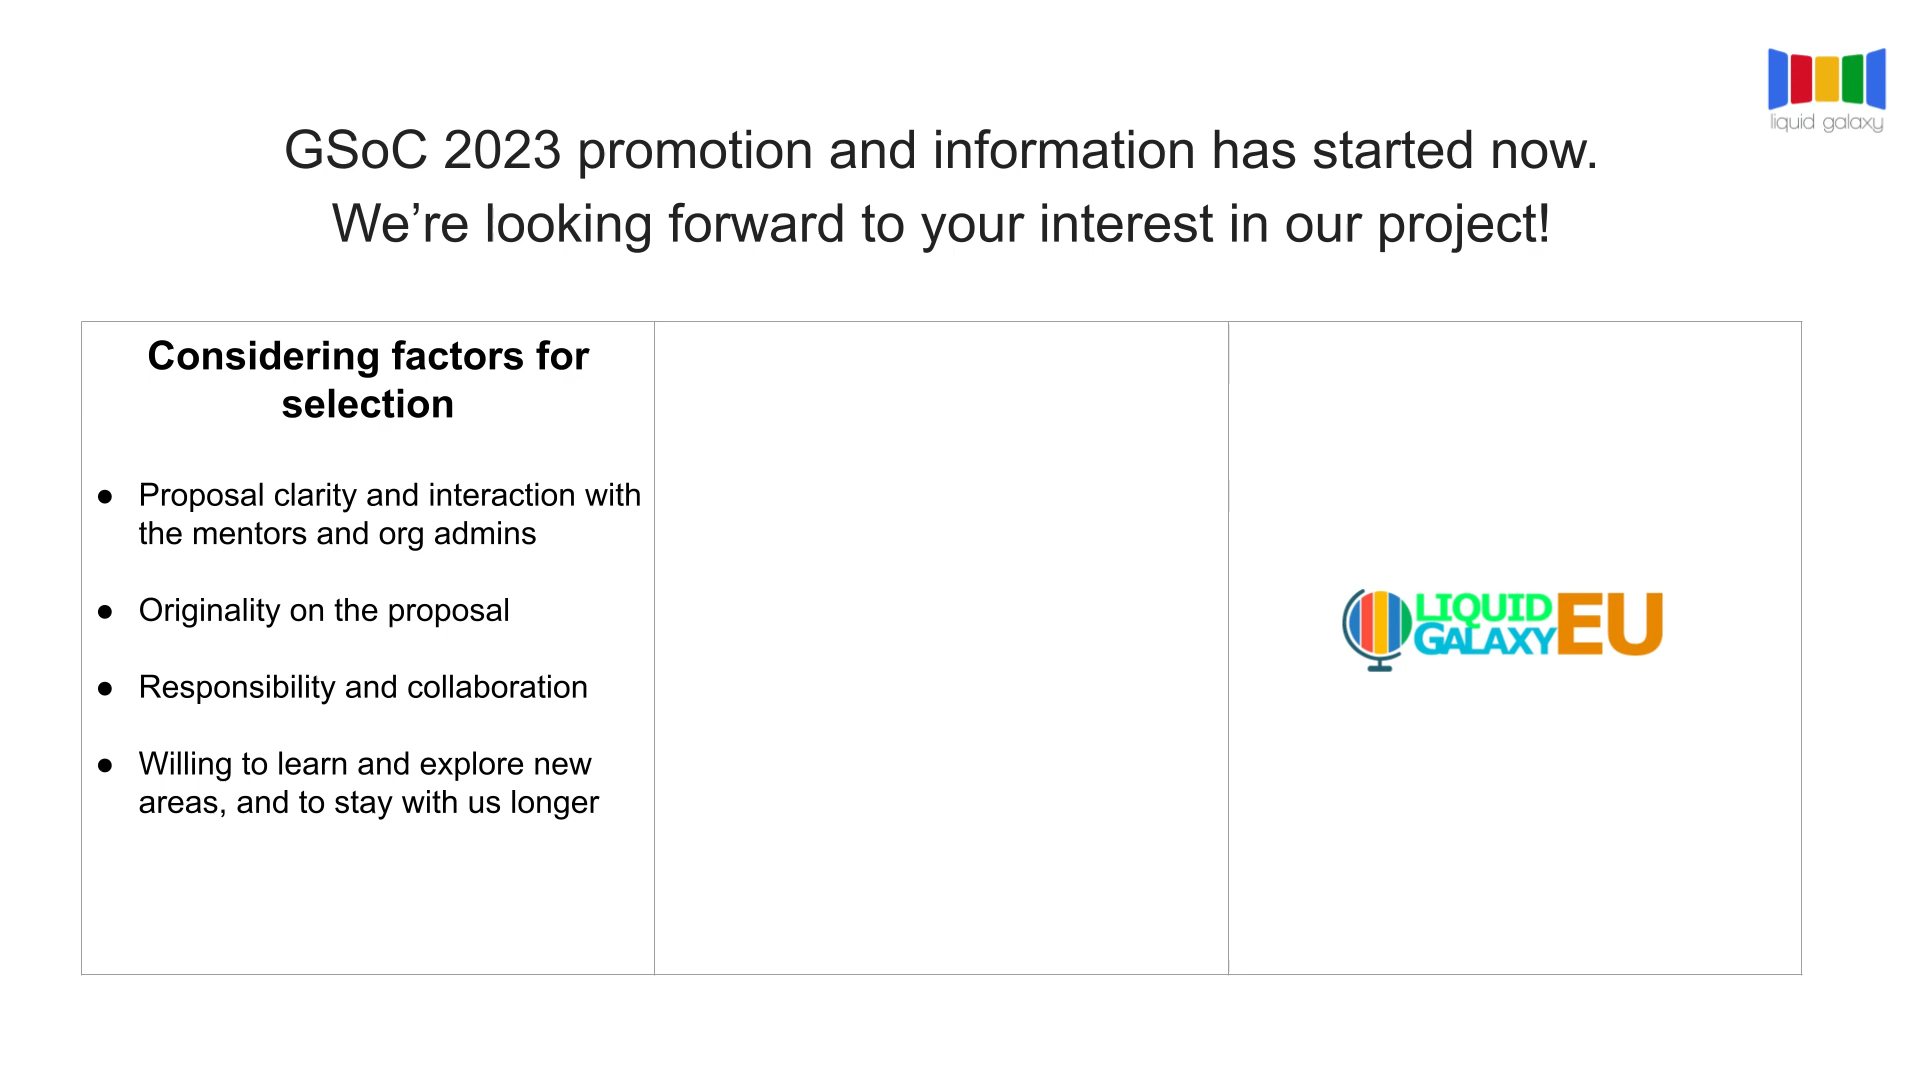 liquid galaxy
GSoC 2023 promotion and information has started now.
We’re looking forward to your interest in our project!
Considering factors for
selection
● Proposal clarity and interaction with
the mentors and org admins
● Originality on the proposal
● Responsibility and collaboration
● Willing to learn and explore new
areas, and to stay with us longer
LIQUID
GALAXY EU